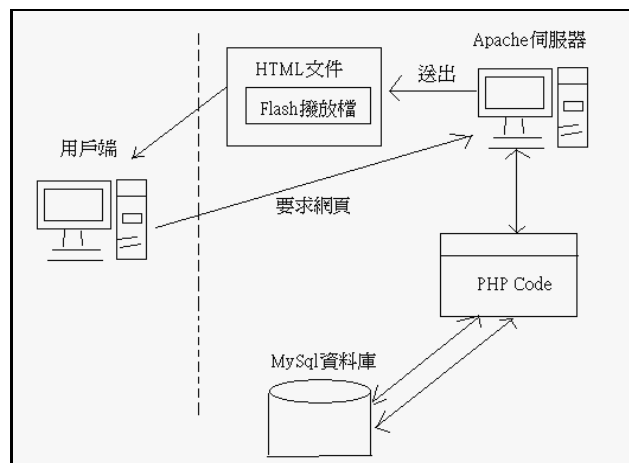 Apache伺服器
HTML文件
送出
Flash撥放檔
用戶端
要求網頁
PHP Code
MySql資料庫